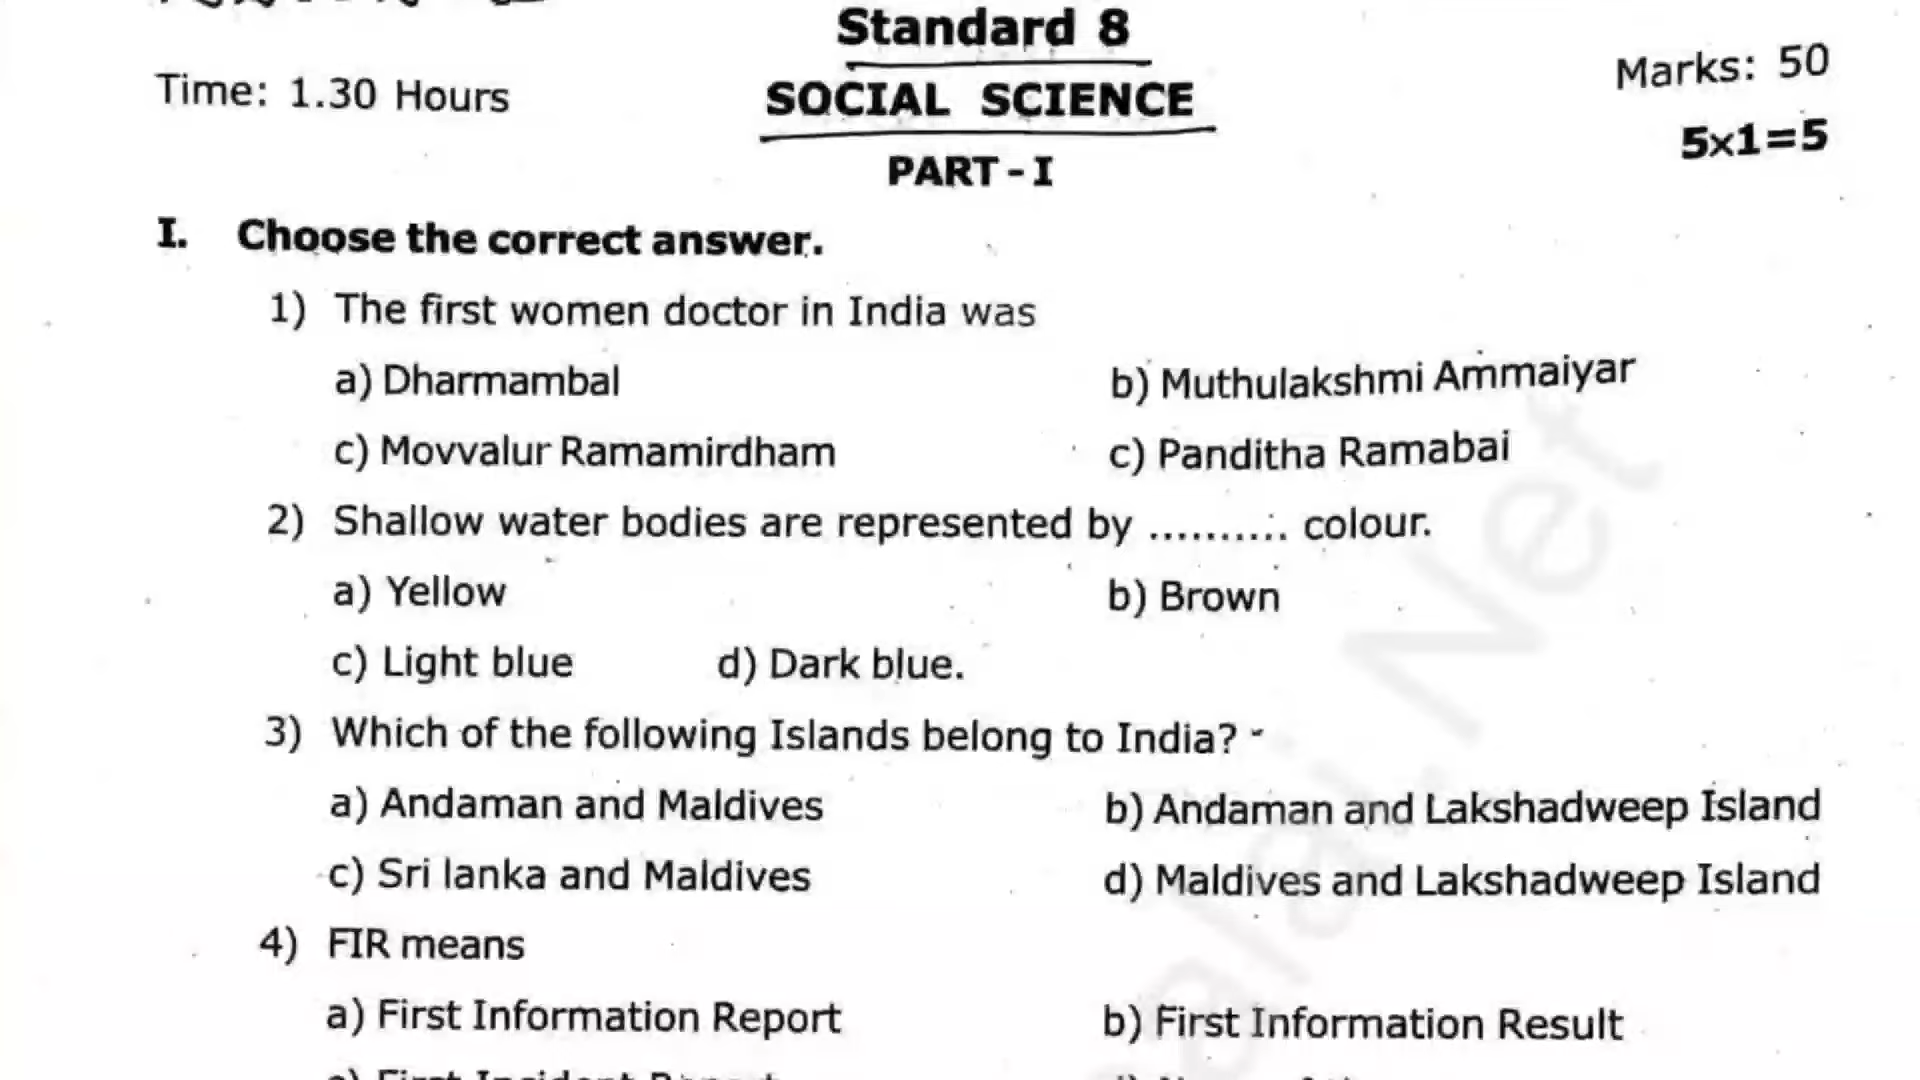 Standard 8
Time: 1.30 Hours
Marks: 50
SOCIAL SCIENCE
5x1=5
PART - I
I. Choose the correct answer.
1) The first women doctor in India was
a) Dharmambal b) Muthulakshmi Ammaiyar
c) Movvalur Ramamirdham c) Panditha Ramabai
2) Shallow water bodies are represented by .......... colour.
a) Yellow b) Brown
c) Light blue d) Dark blue.
3) Which of the following Islands belong to India?
a) Andaman and Maldives b) Andaman and Lakshadweep Island
c) Sri lanka and Maldives d) Maldives and Lakshadweep Island
4) FIR means
a) First Information Report b) First Information Result
c) First Incident Report